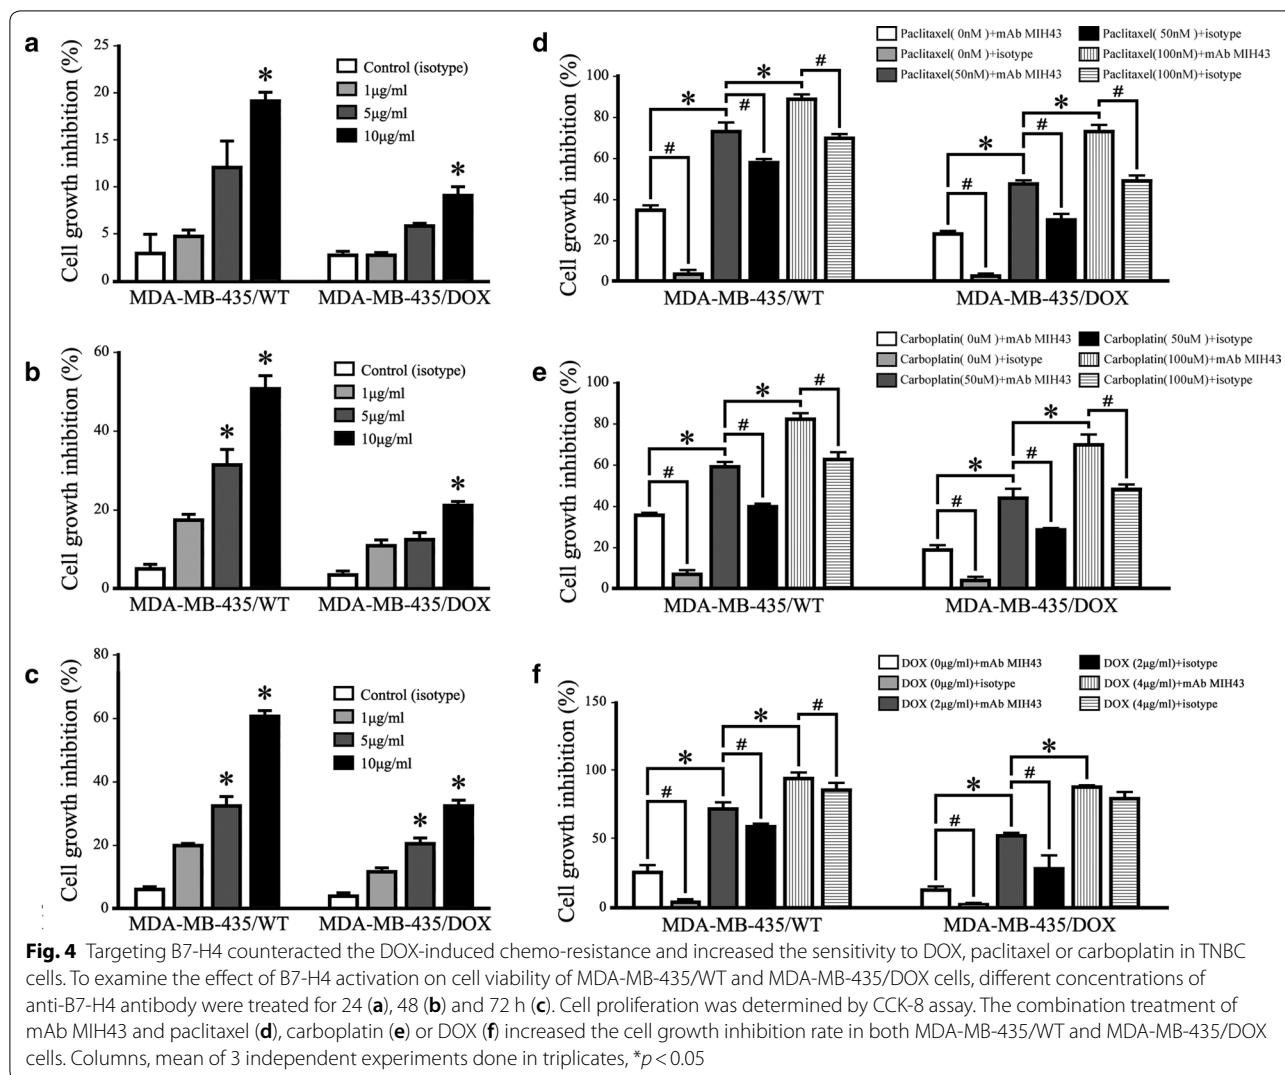 a
Cell growth inhibition (%)
25
20
15
10
5
0
Control (isotype)
1µg/ml
5µg/ml
10µg/ml
*
*
MDA-MB-435/WT
MDA-MB-435/DOX
b
Cell growth inhibition (%)
60
40
20
0
Control (isotype)
1µg/ml
5µg/ml
10µg/ml
*
*
*
MDA-MB-435/WT
MDA-MB-435/DOX
c
Cell growth inhibition (%)
80
60
40
20
0
Control (isotype)
1µg/ml
5µg/ml
10µg/ml
*
*
*
*
MDA-MB-435/WT
MDA-MB-435/DOX
d
Cell growth inhibition (%)
100
80
60
40
20
0
Paclitaxel( 0nM )+mAb MIH43
Paclitaxel( 0nM )+isotype
Paclitaxel(50nM)+mAb MIH43
Paclitaxel( 50nM )+isotype
Paclitaxel(100nM)+mAb MIH43
Paclitaxel(100nM)+isotype
#
*
#
*
#
#
*
#
*
#
MDA-MB-435/WT
MDA-MB-435/DOX
e
Cell growth inhibition (%)
100
80
60
40
20
0
Carboplatin( 0uM )+mAb MIH43
Carboplatin( 0uM )+isotype
Carboplatin(50uM)+mAb MIH43
Carboplatin( 50uM )+isotype
Carboplatin(100uM)+mAb MIH43
Carboplatin(100uM)+isotype
#
*
#
*
#
#
*
#
*
#
MDA-MB-435/WT
MDA-MB-435/DOX
f
Cell growth inhibition (%)
150
100
50
0
DOX (0µg/ml)+mAb MIH43
DOX (0µg/ml)+isotype
DOX (2µg/ml)+mAb MIH43
DOX (2µg/ml)+isotype
DOX (4µg/ml)+mAb MIH43
DOX (4µg/ml)+isotype
#
*
#
*
#
#
*
#
*
MDA-MB-435/WT
MDA-MB-435/DOX
Fig. 4 Targeting B7-H4 counteracted the DOX-induced chemo-resistance and increased the sensitivity to DOX, paclitaxel or carboplatin in TNBC
cells. To examine the effect of B7-H4 activation on cell viability of MDA-MB-435/WT and MDA-MB-435/DOX cells, different concentrations of
anti-B7-H4 antibody were treated for 24 (a), 48 (b) and 72 h (c). Cell proliferation was determined by CCK-8 assay. The combination treatment of
mAb MIH43 and paclitaxel (d), carboplatin (e) or DOX (f) increased the cell growth inhibition rate in both MDA-MB-435/WT and MDA-MB-435/DOX
cells. Columns, mean of 3 independent experiments done in triplicates, *p < 0.05